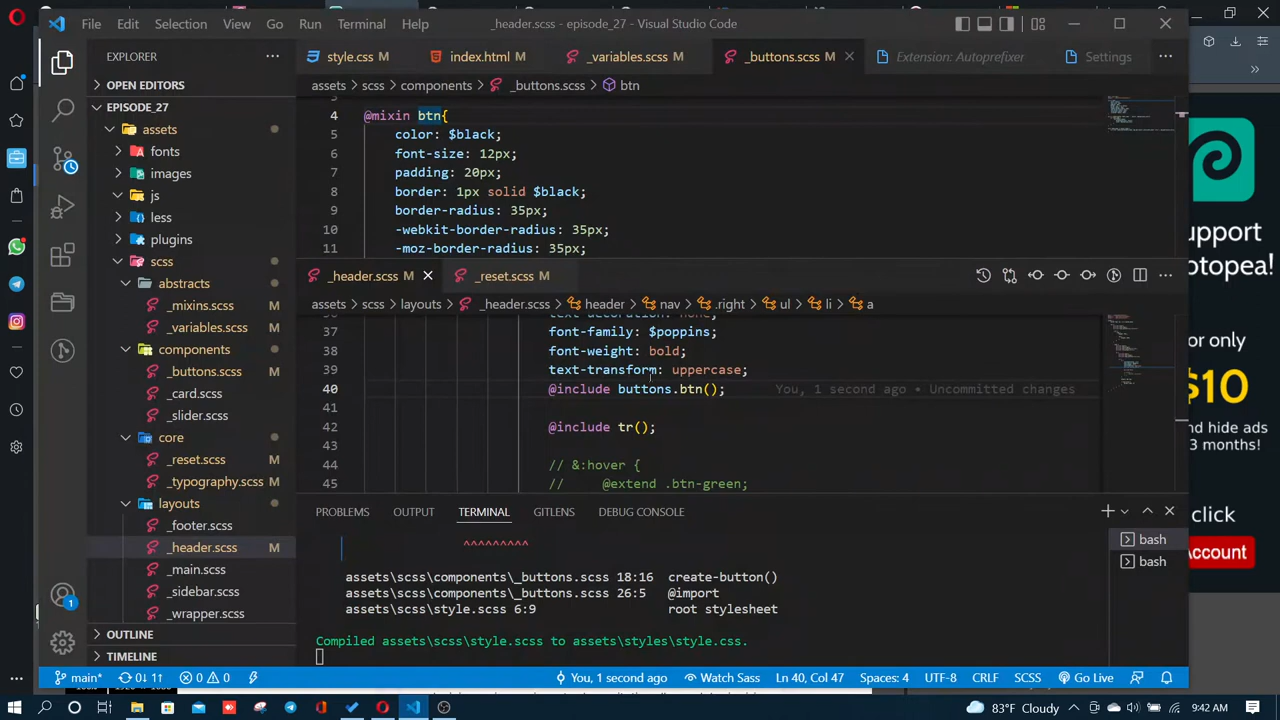 File Edit Selection View Go Run Terminal Help
_header.scss - episode_27 - Visual Studio Code
EXPLORER
OPEN EDITORS
EPISODE_27
assets
fonts
images
js
less
plugins
scss
abstracts
_mixins.scss M
_variables.scss M
components
_buttons.scss M
_card.scss
_slider.scss
core
_reset.scss M
_typography.scss M
layouts
_footer.scss
_header.scss M
_main.scss
_sidebar.scss
_wrapper.scss
OUTLINE
TIMELINE
style.css M index.html M _variables.scss M _buttons.scss M Extension: Autoprefixer Settings
assets > scss > components > _buttons.scss > btn
4 @mixin btn{
5 color: $black;
6 font-size: 12px;
7 padding: 20px;
8 border: 1px solid $black;
9 border-radius: 35px;
10 -webkit-border-radius: 35px;
11 -moz-border-radius: 35px;
_header.scss M _reset.scss M
assets > scss > layouts > _header.scss > header > nav > .right > ul > li > a
text-decoration: none;
37 font-family: $poppins;
38 font-weight: bold;
39 text-transform: uppercase;
40 @include buttons.btn(); You, 1 second ago • Uncommitted changes
41
42 @include tr();
43
44 // &:hover {
45 // @extend .btn-green;
PROBLEMS OUTPUT TERMINAL GITLENS DEBUG CONSOLE
^^^^^^^^^
assets\scss\components\_buttons.scss 18:16 create-button()
assets\scss\components\_buttons.scss 26:5 @import
assets\scss\style.scss 6:9 root stylesheet
Compiled assets\scss\style.scss to assets\styles\style.css.
bash
bash
main* 0↓ 1↑ 0 0 You, 1 second ago Watch Sass Ln 40, Col 47 Spaces: 4 UTF-8 CRLF SCSS Go Live
upport
otopea!
or only
$10
nd hide ads
3 months!
click
Account
83°F Cloudy 9:42 AM